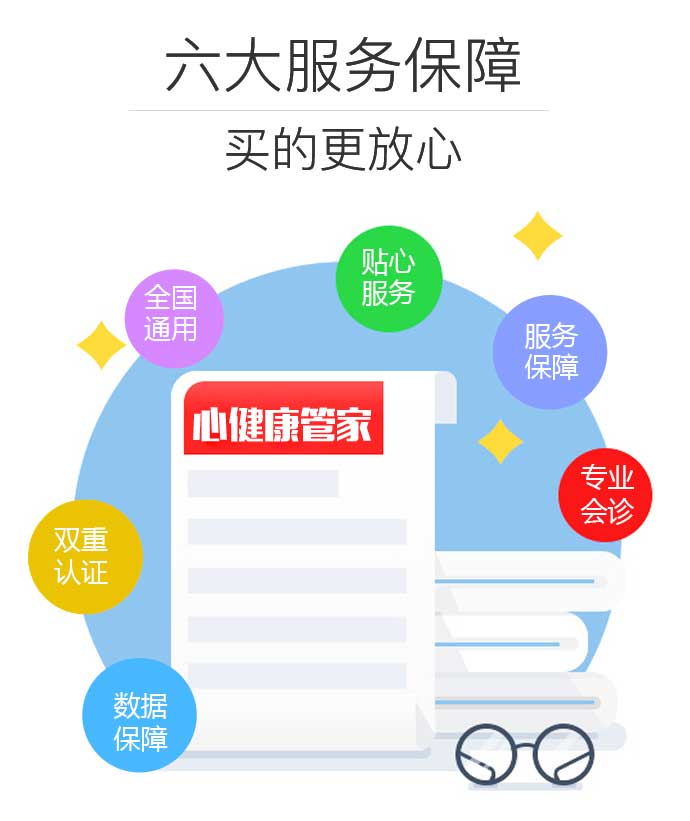 六大服务保障
买的更放心
贴心
服务
全国
通用
服务
保障
心健康管家
专业
会诊
双重
认证
数据
保障